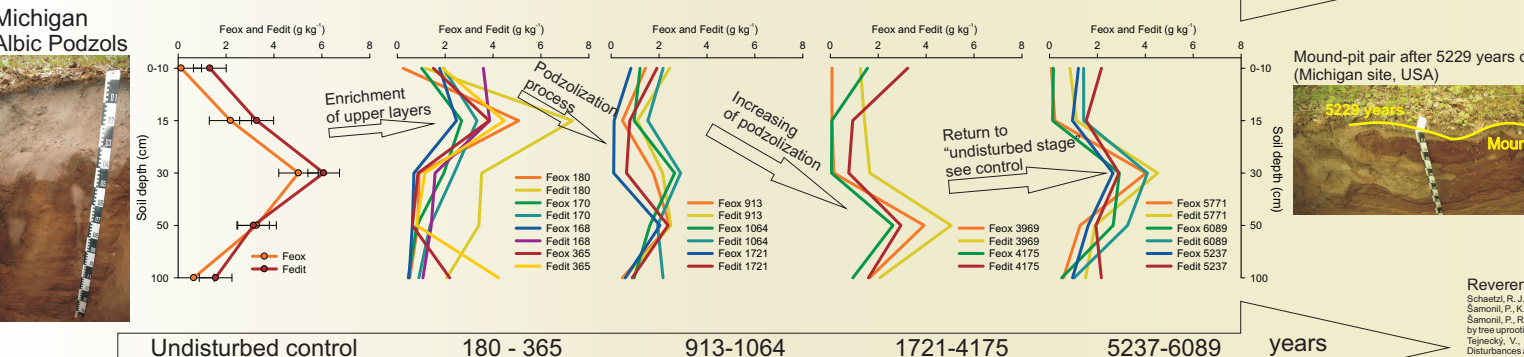 Michigan
Albic Podzols
Feox and Fedit (g kg-1)
0 2 4 6 8
Soil depth (cm)
0-10
15
30
50
100
Feox
Fedit
Enrichment
of upper layers
Feox and Fedit (g kg-1)
0 2 4 6 8
Feox 180
Fedit 180
Feox 170
Fedit 170
Feox 168
Fedit 168
Feox 365
Fedit 365
Podzolization
process
Feox and Fedit (g kg-1)
0 2 4 6 8
Feox 913
Fedit 913
Feox 1064
Fedit 1064
Feox 1721
Fedit 1721
Increasing
of podzolization
Feox and Fedit (g kg-1)
0 2 4 6 8
Feox 3969
Fedit 3969
Feox 4175
Fedit 4175
Return to
"undisturbed stage"
see control
Feox and Fedit (g kg-1)
0 2 4 6 8
Feox 5771
Fedit 5771
Feox 6089
Fedit 6089
Feox 5237
Fedit 5237
0-10
15
30
50
100
Soil depth (cm)
Mound-pit pair after 5229 years
(Michigan site, USA)
5229 years
Undisturbed control 180 - 365 913-1064 1721-4175 5237-6089 years
Schaetzl, R. J.
Šamonil, P., K.
Šamonil, P., R
by tree uprooti
Tejnecký, V.,
Disturbances